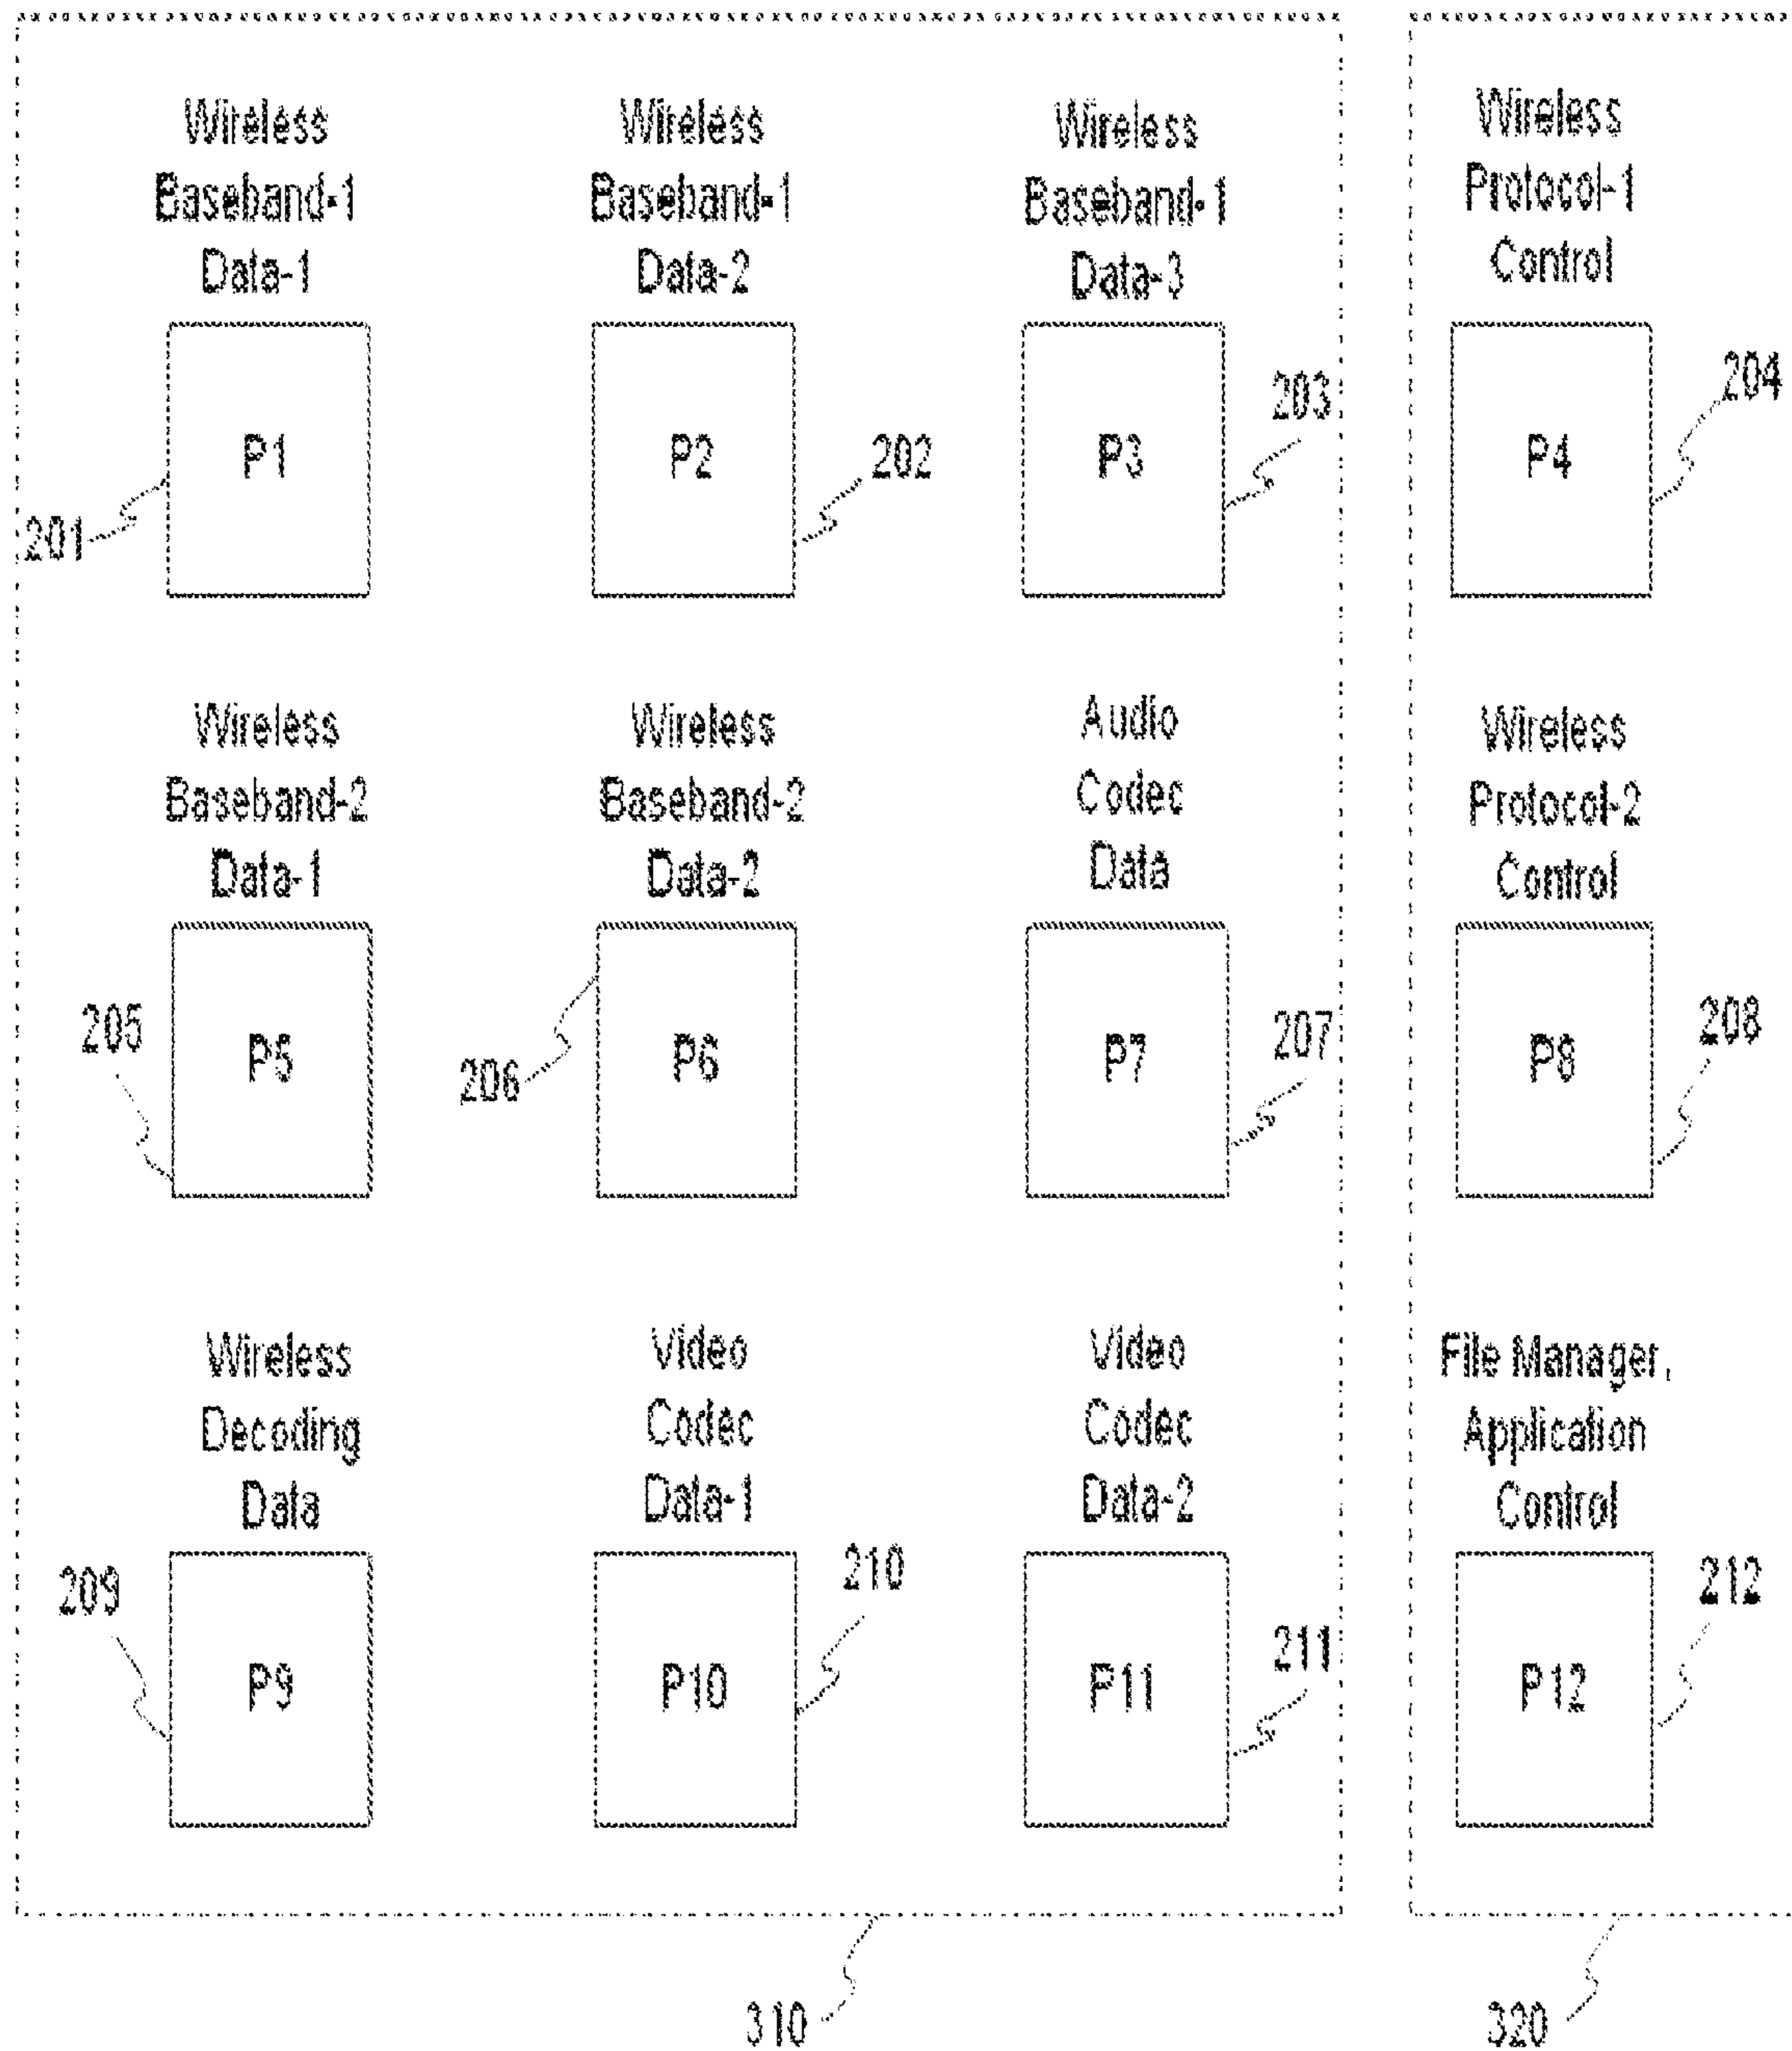 Wireless
Baseband-1
Data-1
Wireless
Baseband-1
Data-2
Wireless
Baseband-1
Data-3
Wireless
Protocol-1
Control
P1
201
P2
202
P3
203
P4
204
Wireless
Baseband-2
Data-1
Wireless
Baseband-2
Data-2
Audio
Codec
Data
Wireless
Protocol-2
Control
205
P5
206
P6
P7
207
P8
208
Wireless
Decoding
Data
Video
Codec
Data-1
Video
Codec
Data-2
File Manager,
Application
Control
209
P9
P10
210
P11
211
P12
212
310
320